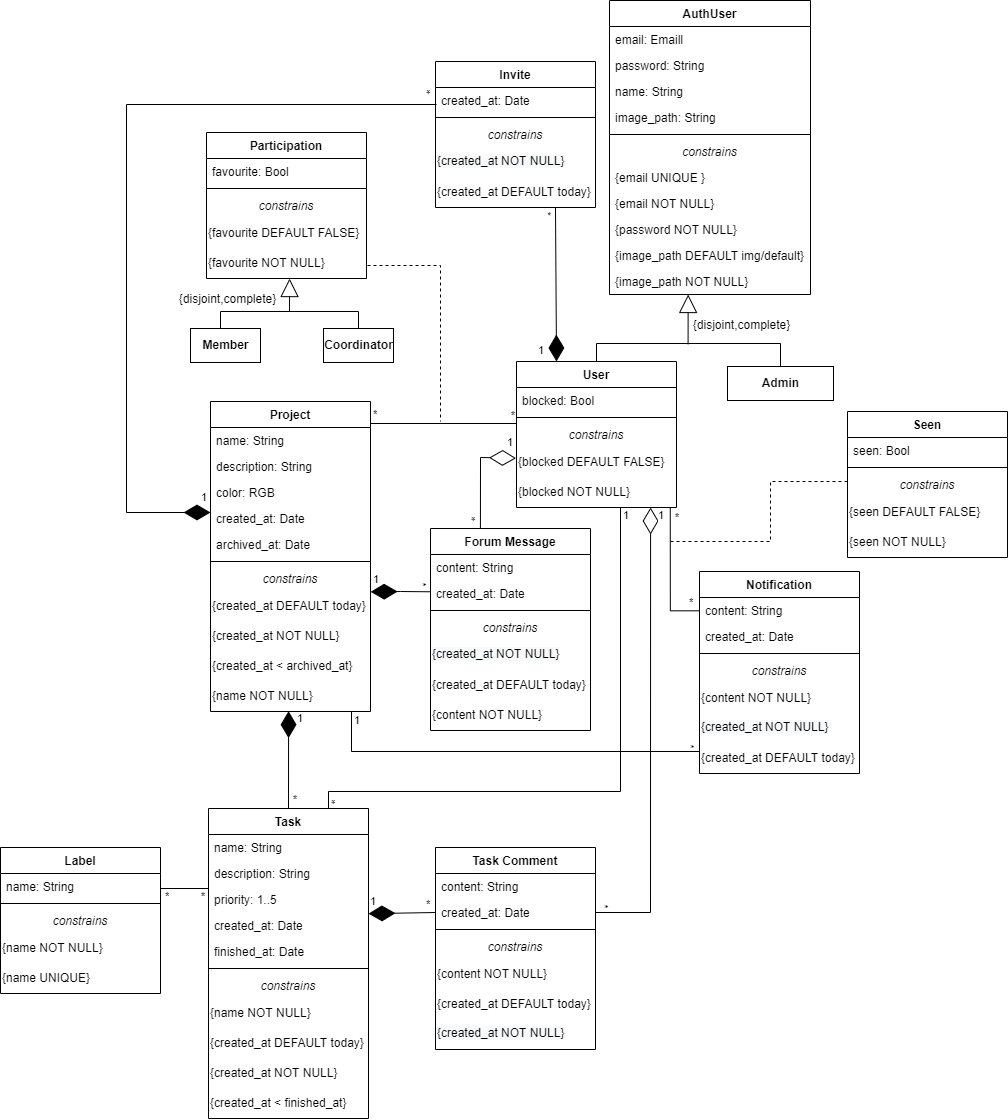 AuthUser
email: Emaill
password: String
name: String
image_path: String
constrains
{email UNIQUE }
{email NOT NULL}
{password NOT NULL}
{image_path DEFAULT img/default}
{image_path NOT NULL}
{disjoint,complete}
Invite
created_at: Date
constrains
{created_at NOT NULL}
{created_at DEFAULT today}
*
*
1
Participation
favourite: Bool
constrains
{favourite DEFAULT FALSE}
{favourite NOT NULL}
{disjoint,complete}
Member
Coordinator
User
blocked: Bool
constrains
{blocked DEFAULT FALSE}
{blocked NOT NULL}
Admin
Seen
seen: Bool
constrains
{seen DEFAULT FALSE}
{seen NOT NULL}
Project
name: String
description: String
color: RGB
created_at: Date
archived_at: Date
constrains
{created_at DEFAULT today}
{created_at NOT NULL}
{created_at < archived_at}
{name NOT NULL}
*
*
1
1
*
1
1
*
Forum Message
content: String
created_at: Date
constrains
{created_at NOT NULL}
{created_at DEFAULT today}
{content NOT NULL}
1
*
Notification
content: String
created_at: Date
constrains
{content NOT NULL}
{created_at NOT NULL}
{created_at DEFAULT today}
*
1
1
*
*
*
Task
name: String
description: String
priority: 1..5
created_at: Date
finished_at: Date
constrains
{name NOT NULL}
{created_at DEFAULT today}
{created_at NOT NULL}
{created_at < finished_at}
Label
name: String
constrains
{name NOT NULL}
{name UNIQUE}
*
*
1
*
Task Comment
content: String
created_at: Date
constrains
{content NOT NULL}
{created_at DEFAULT today}
{created_at NOT NULL}
*